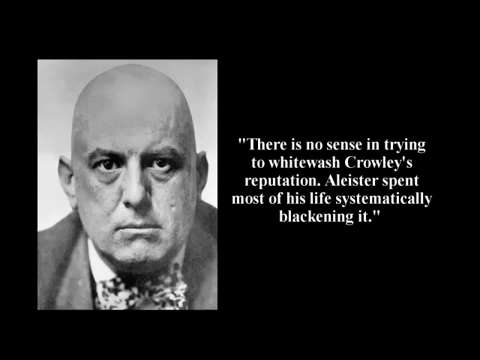 "There is no sense in trying
to whitewash Crowley's
reputation. Aleister spent
most of his life systematically
blackening it."